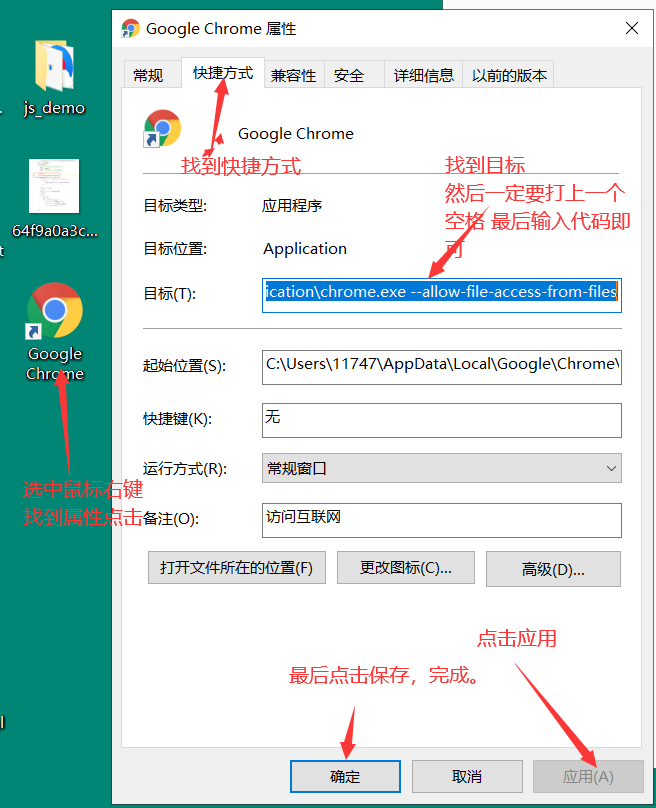 Google Chrome 属性
常规
快捷方式
兼容性
安全
详细信息
以前的版本
js_demo
Google Chrome
找到快捷方式
找到目标
然后一定要打上一个
空格 最后输入代码即
可
64f9a0a3c...
t
目标类型:
应用程序
目标位置:
Application
目标(T):
ication\chrome.exe --allow-file-access-from-files
Google
Chrome
起始位置(S):
C:\Users\11747\AppData\Local\Google\Chrome\
快捷键(K):
无
运行方式(R):
常规窗口
选中鼠标右键
找到属性点击
备注(O):
访问互联网
打开文件所在的位置(F)
更改图标(C)...
高级(D)...
点击应用
最后点击保存，完成。
确定
取消
应用(A)